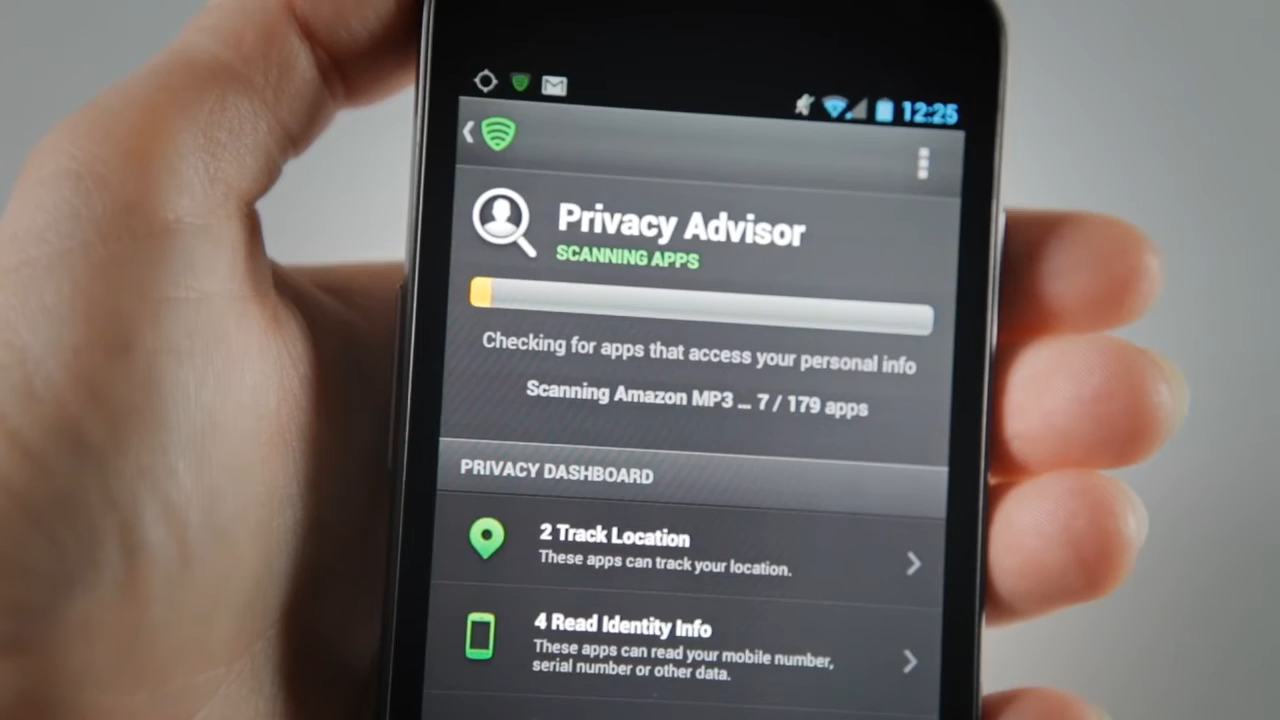 12:25
Privacy Advisor
SCANNING APPS
Checking for apps that access your personal info
Scanning Amazon MP3 ... 7 / 179 apps
PRIVACY DASHBOARD
2 Track Location
These apps can track your location.
4 Read Identity Info
These apps can read your mobile number,
serial number or other data.